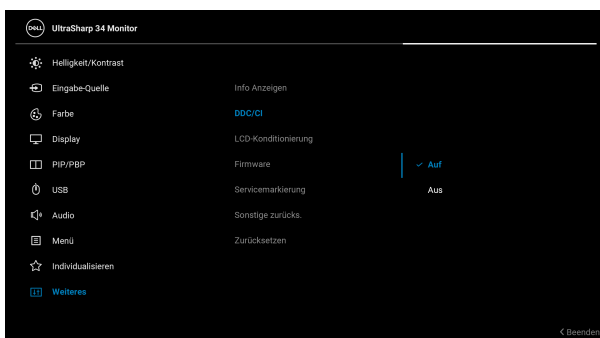 DELL UltraSharp 34 Monitor
Helligkeit/Kontrast
Eingabe-Quelle Info Anzeigen
Farbe DDC/CI
Display LCD-Konditionierung
PIP/PBP Firmware Auf
USB Servicemarkierung Aus
Audio Sonstige zurücks.
Menü Zurücksetzen
Individualisieren
Weiteres
Beenden